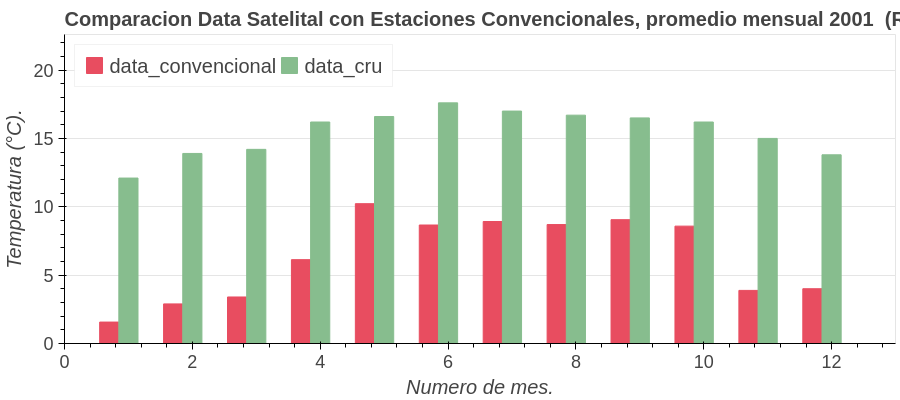 Comparacion Data Satelital con Estaciones Convencionales, promedio mensual 2001 (
data_convencional data_cru
Temperatura (°C).
20
15
10
5
0
0 2 4 6 8 10 12
Numero de mes.